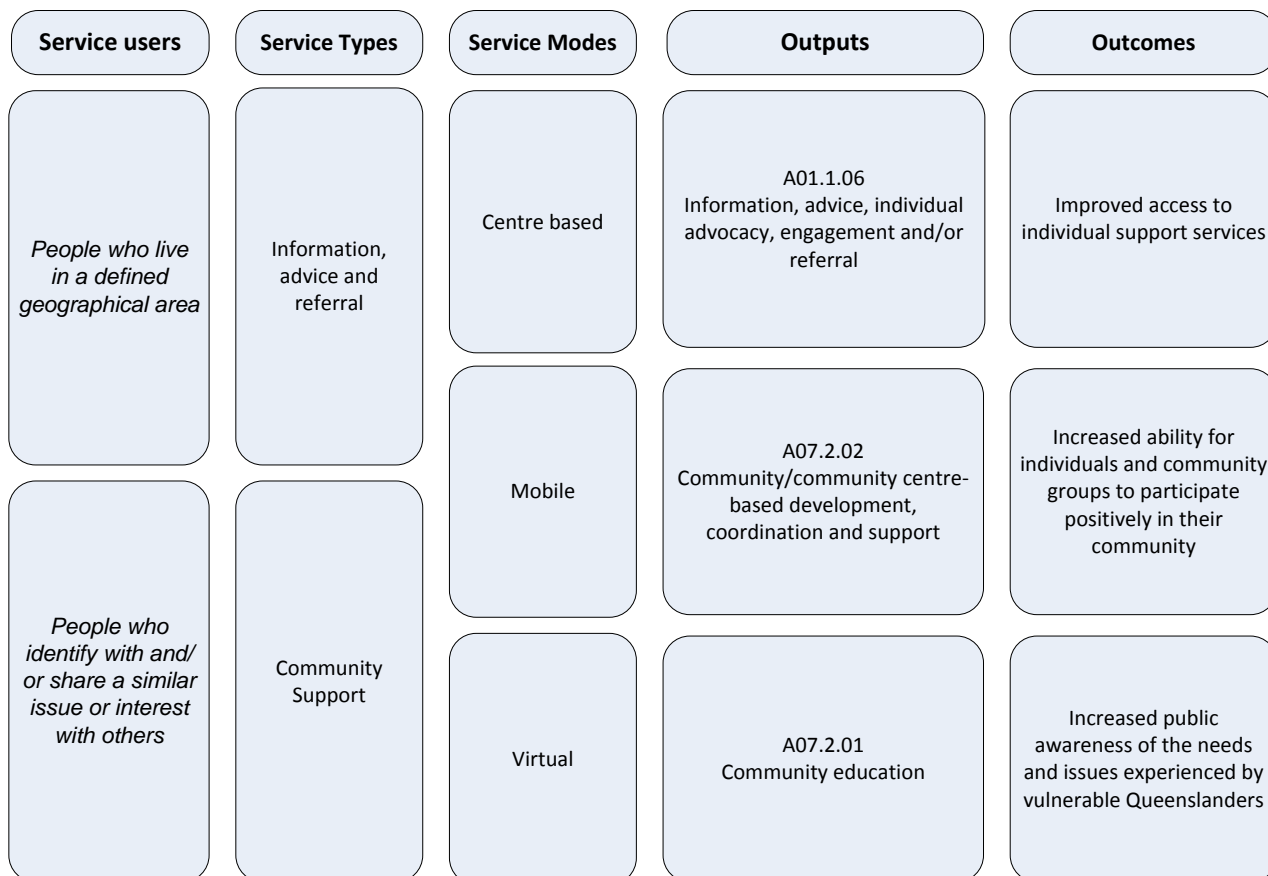 Service users
Service Types
Service Modes
Outputs
Outcomes
People who live
in a defined
geographical area
People who
identify with and/
or share a similar
issue or interest
with others
Information,
advice and
referral
Community
Support
Centre based
Mobile
Virtual
A01.1.06
Information, advice, individual
advocacy, engagement and/or
referral
A07.2.02
Community/community centre-
based development,
coordination and support
A07.2.01
Community education
Improved access to
individual support services
Increased ability for
individuals and community
groups to participate
positively in their
community
Increased public
awareness of the needs
and issues experienced by
vulnerable Queenslanders